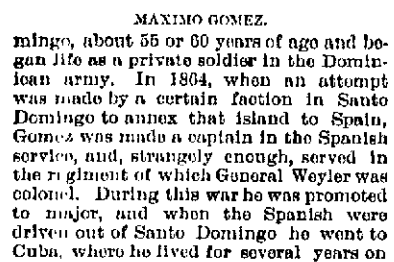 MAXIMO GOMEZ.
mingo, about 55 or 60 years of age and be-
gan life as a private soldier in the Domin-
ican army. In 1864, when an attempt
was made by a certain faction in Santo
Domingo to annex that island to Spain,
Gomez was made a captain in the Spanish
service, and, strangely enough, served in
the regiment of which General Weyler was
colonel. During this war he was promoted
to major, and when the Spanish were
driven out of Santo Domingo he went to
Cuba, where he lived for several years on